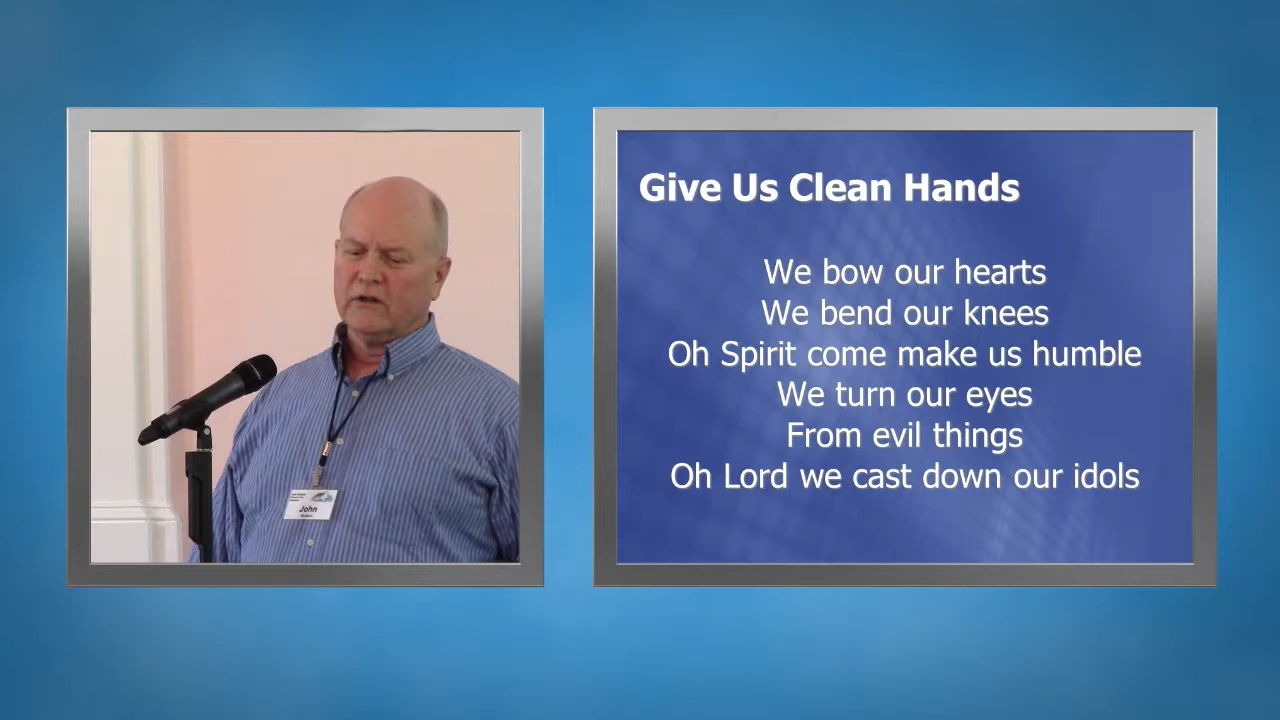 John
Give Us Clean Hands
We bow our hearts
We bend our knees
Oh Spirit come make us humble
We turn our eyes
From evil things
Oh Lord we cast down our idols